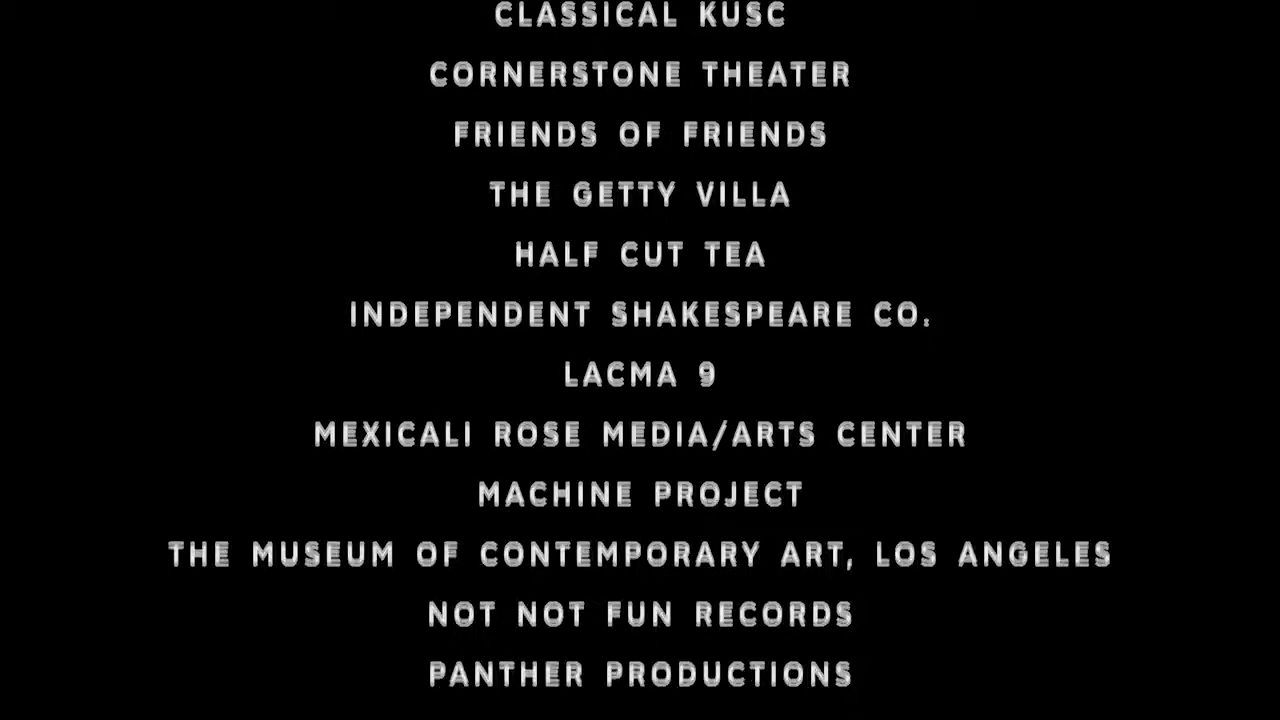 CLASSICAL KUSC
CORNERSTONE THEATER
FRIENDS OF FRIENDS
THE GETTY VILLA
HALF CUT TEA
INDEPENDENT SHAKESPEARE CO.
LACMA 9
MEXICALI ROSE MEDIA/ARTS CENTER
MACHINE PROJECT
THE MUSEUM OF CONTEMPORARY ART, LOS ANGELES
NOT NOT FUN RECORDS
PANTHER PRODUCTIONS